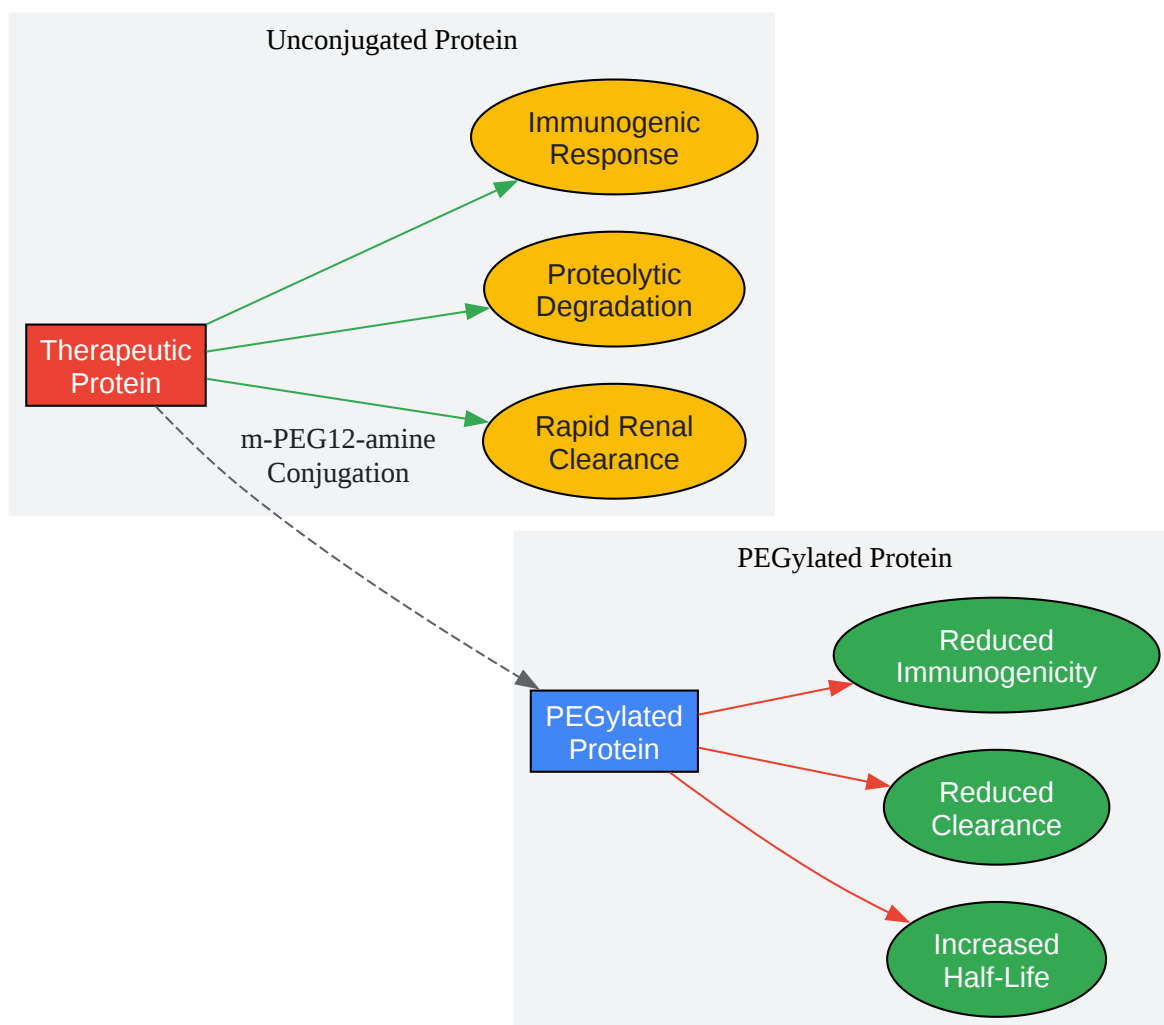 Unconjugated Protein
Immunogenic
Response
Proteolytic
Degradation
Therapeutic
Protein
Rapid Renal
Clearance
m-PEG12-amine
Conjugation
PEGylated Protein
Reduced
Immunogenicity
PEGylated
Protein
Reduced
Clearance
Increased
Half-Life